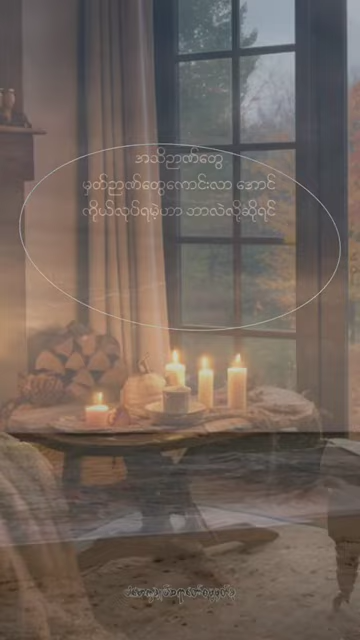 အသိဉာဏ်တွေ
မှတ်ဉာဏ်တွေကောင်းလာ အောင်
ကိုယ်လုပ်ရမဲ့ဟာ ဘာလဲလို့ဆိုရင်